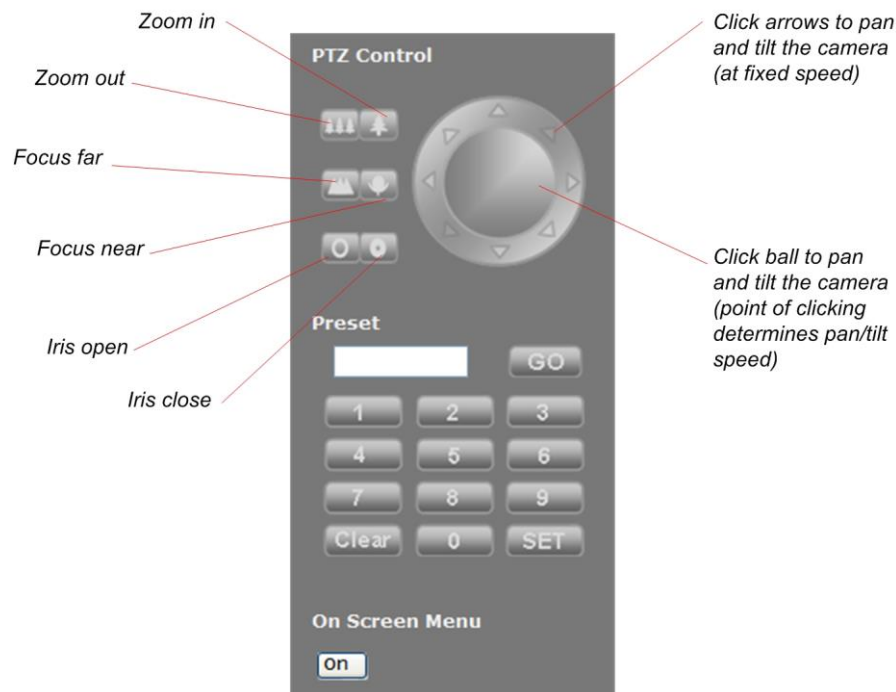 Zoom in
Zoom out
Focus far
Focus near
Iris open
Iris close
PTZ Control
Click arrows to pan
and tilt the camera
(at fixed speed)
Click ball to pan
and tilt the camera
(point of clicking
determines pan/tilt
speed)
Preset
GO
1 2 3
4 5 6
7 8 9
Clear 0 SET
On Screen Menu
On